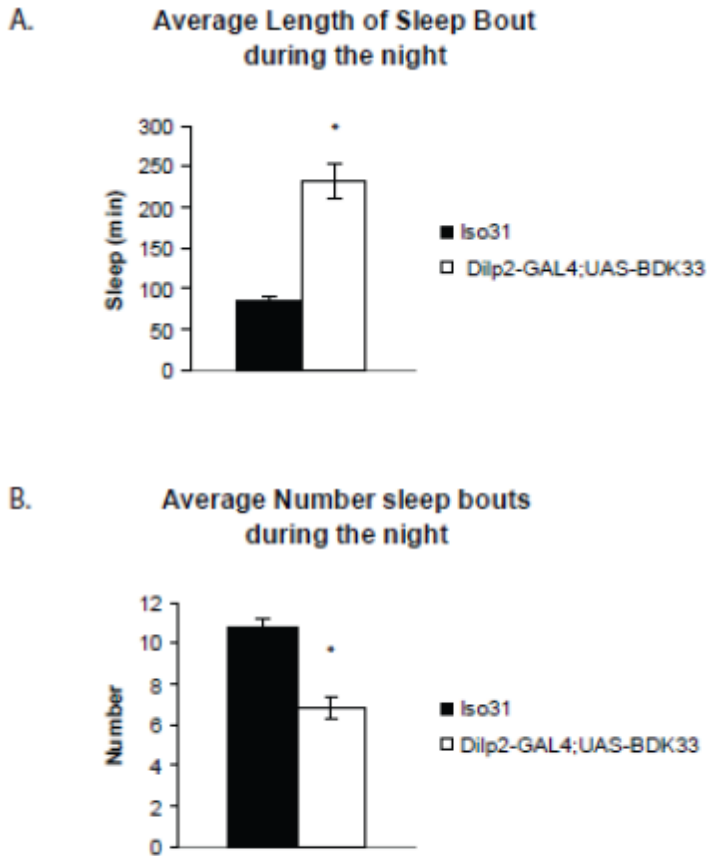 A.
Average Length of Sleep Bout
during the night
Sleep (min)
300
250
200
150
100
50
0
*
Iso31
Dilp2-GAL4;UAS-BDK33
B.
Average Number sleep bouts
during the night
Number
12
10
8
6
4
2
0
*
Iso31
Dilp2-GAL4;UAS-BDK33